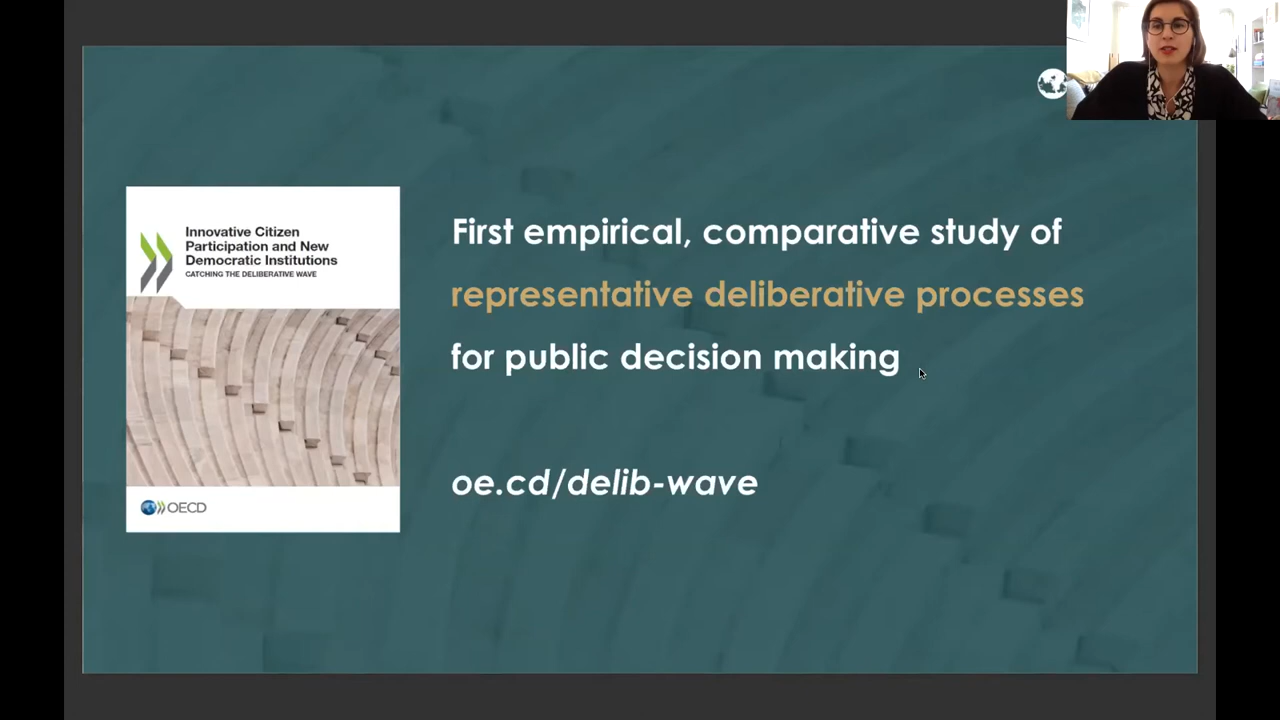 Innovative Citizen
Participation and New
Democratic Institutions
CATCHING THE DELIBERATIVE WAVE
OECD
First empirical, comparative study of
representative deliberative processes
for public decision making
oe.cd/delib-wave